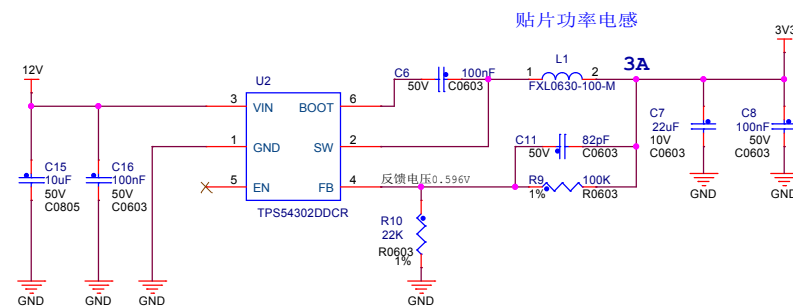 贴片功率电感
12V
3V3
U2
C6
100nF
50V
C0603
L1
1
2
FXL0630-100-M
3A
3
VIN
BOOT
6
1
GND
SW
2
5
EN
FB
4
TPS54302DDCR
反馈电压0.596V
C15
10uF
50V
C0805
C16
100nF
50V
C0603
C11
82pF
50V
C0603
R9
100K
1%
R0603
R10
22K
R0603
1%
C7
22uF
10V
C0603
C8
100nF
50V
C0603
GND
GND
GND
GND
GND
GND